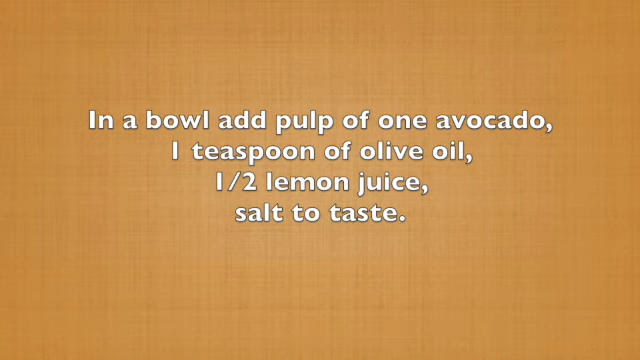 In a bowl add pulp of one avocado,
1 teaspoon of olive oil,
1/2 lemon juice,
salt to taste.